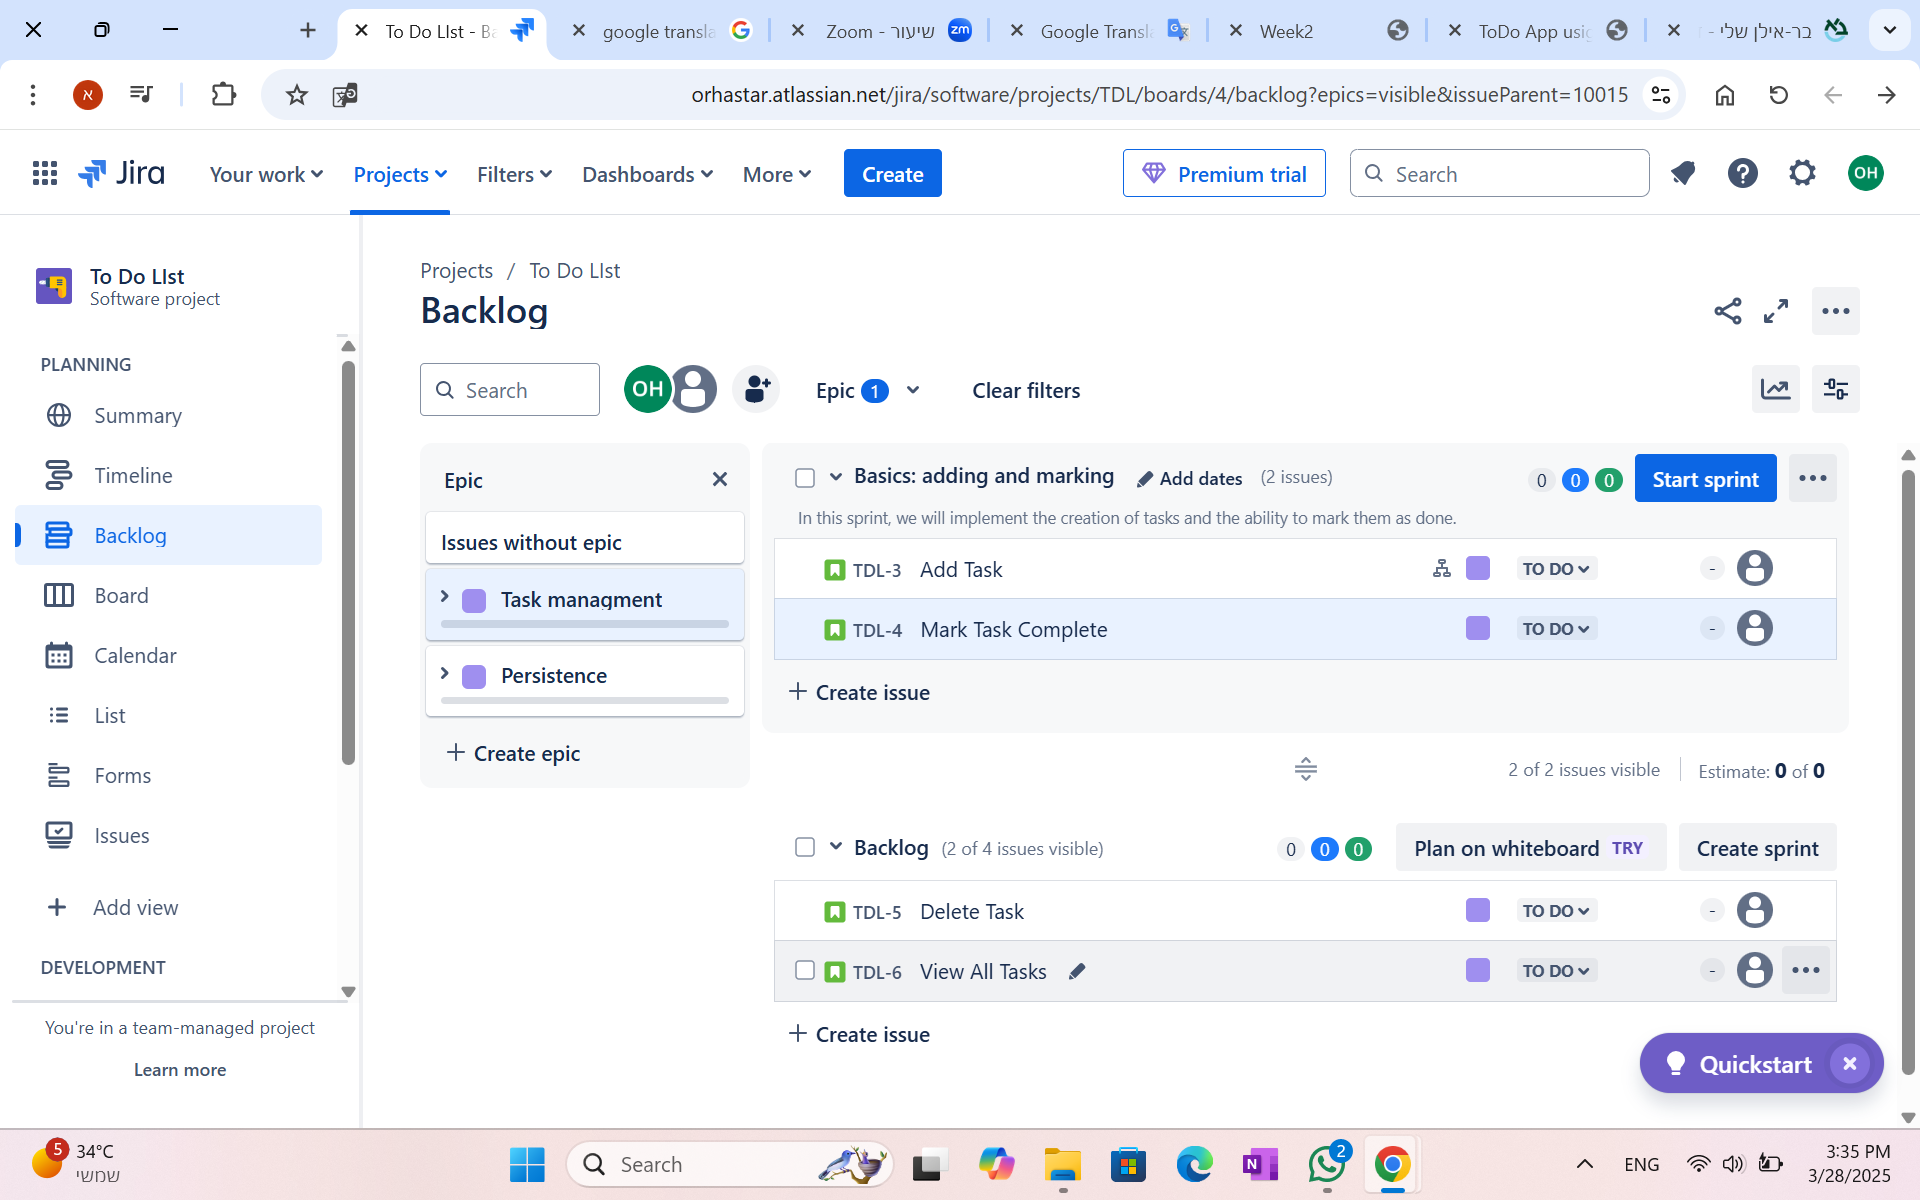 To Do LIst - Ba
google transla
Zoom - שיעור
Google Transla
Week2
ToDo App usi
בר-אילן שלי -
א
orhastar.atlassian.net/jira/software/projects/TDL/boards/4/backlog?epics=visible&issueParent=10015
Jira
Your work
Projects
Filters
Dashboards
More
Create
Premium trial
Search
OH
To Do LIst
Software project
PLANNING
Summary
Timeline
Backlog
Board
Calendar
List
Forms
Issues
Add view
DEVELOPMENT
You're in a team-managed project
Learn more
Projects / To Do LIst
Backlog
Search
OH
Epic 1
Clear filters
Epic
Issues without epic
Task managment
Persistence
Create epic
Basics: adding and marking Add dates (2 issues) 0 0 0 Start sprint
In this sprint, we will implement the creation of tasks and the ability to mark them as done.
TDL-3 Add Task TO DO -
TDL-4 Mark Task Complete TO DO -
Create issue
2 of 2 issues visible Estimate: 0 of 0
Backlog (2 of 4 issues visible) 0 0 0 Plan on whiteboard TRY Create sprint
TDL-5 Delete Task TO DO -
TDL-6 View All Tasks TO DO -
Create issue
Quickstart
5
34°C
שמשי
Search
2
ENG
3:35 PM
3/28/2025